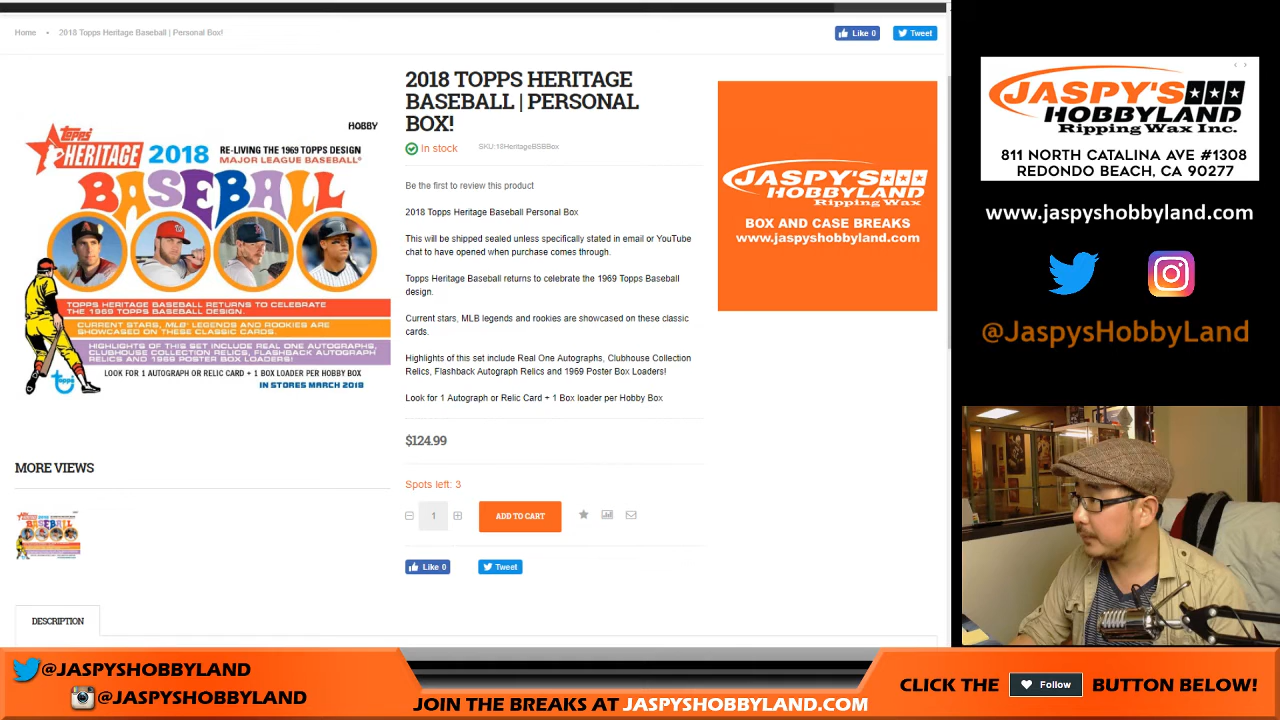 Home • 2018 Topps Heritage Baseball | Personal Box!
Like 0
Tweet
Topps
HERITAGE
2018
HOBBY
RE-LIVING THE 1969 TOPPS DESIGN
MAJOR LEAGUE BASEBALL®
BASEBALL
TOPPS HERITAGE BASEBALL RETURNS TO CELEBRATE
THE 1969 TOPPS BASEBALL DESIGN.
CURRENT STARS, MLB LEGENDS AND ROOKIES ARE
SHOWCASED ON THESE CLASSIC CARDS.
HIGHLIGHTS OF THIS SET INCLUDE REAL ONE AUTOGRAPHS,
CLUBHOUSE COLLECTION RELICS, FLASHBACK AUTOGRAPH
RELICS AND 1969 POSTER BOX LOADERS!
LOOK FOR 1 AUTOGRAPH OR RELIC CARD + 1 BOX LOADER PER HOBBY BOX
IN STORES MARCH 2018
topps
MORE VIEWS
DESCRIPTION
2018 TOPPS HERITAGE
BASEBALL | PERSONAL
BOX!
In stock
SKU:18HeritageBSBBox
Be the first to review this product
2018 Topps Heritage Baseball Personal Box
This will be shipped sealed unless specifically stated in email or YouTube
chat to have opened when purchase comes through.
Topps Heritage Baseball returns to celebrate the 1969 Topps Baseball
design.
Current stars, MLB legends and rookies are showcased on these classic
cards.
Highlights of this set include Real One Autographs, Clubhouse Collection
Relics, Flashback Autograph Relics and 1969 Poster Box Loaders!
Look for 1 Autograph or Relic Card + 1 Box loader per Hobby Box
$124.99
Spots left: 3
1
ADD TO CART
Like 0
Tweet
JASPY'S
HOBBYLAND
Ripping Wax
BOX AND CASE BREAKS
www.jaspyshobbyland.com
JASPY'S
HOBBYLAND
Ripping Wax Inc.
811 NORTH CATALINA AVE #1308
REDONDO BEACH, CA 90277
www.jaspyshobbyland.com
@JaspysHobbyLand
@JASPYSHOBBYLAND
@JASPYSHOBBYLAND
JOIN THE BREAKS AT JASPYSHOBBYLAND.COM
CLICK THE Follow BUTTON BELOW!